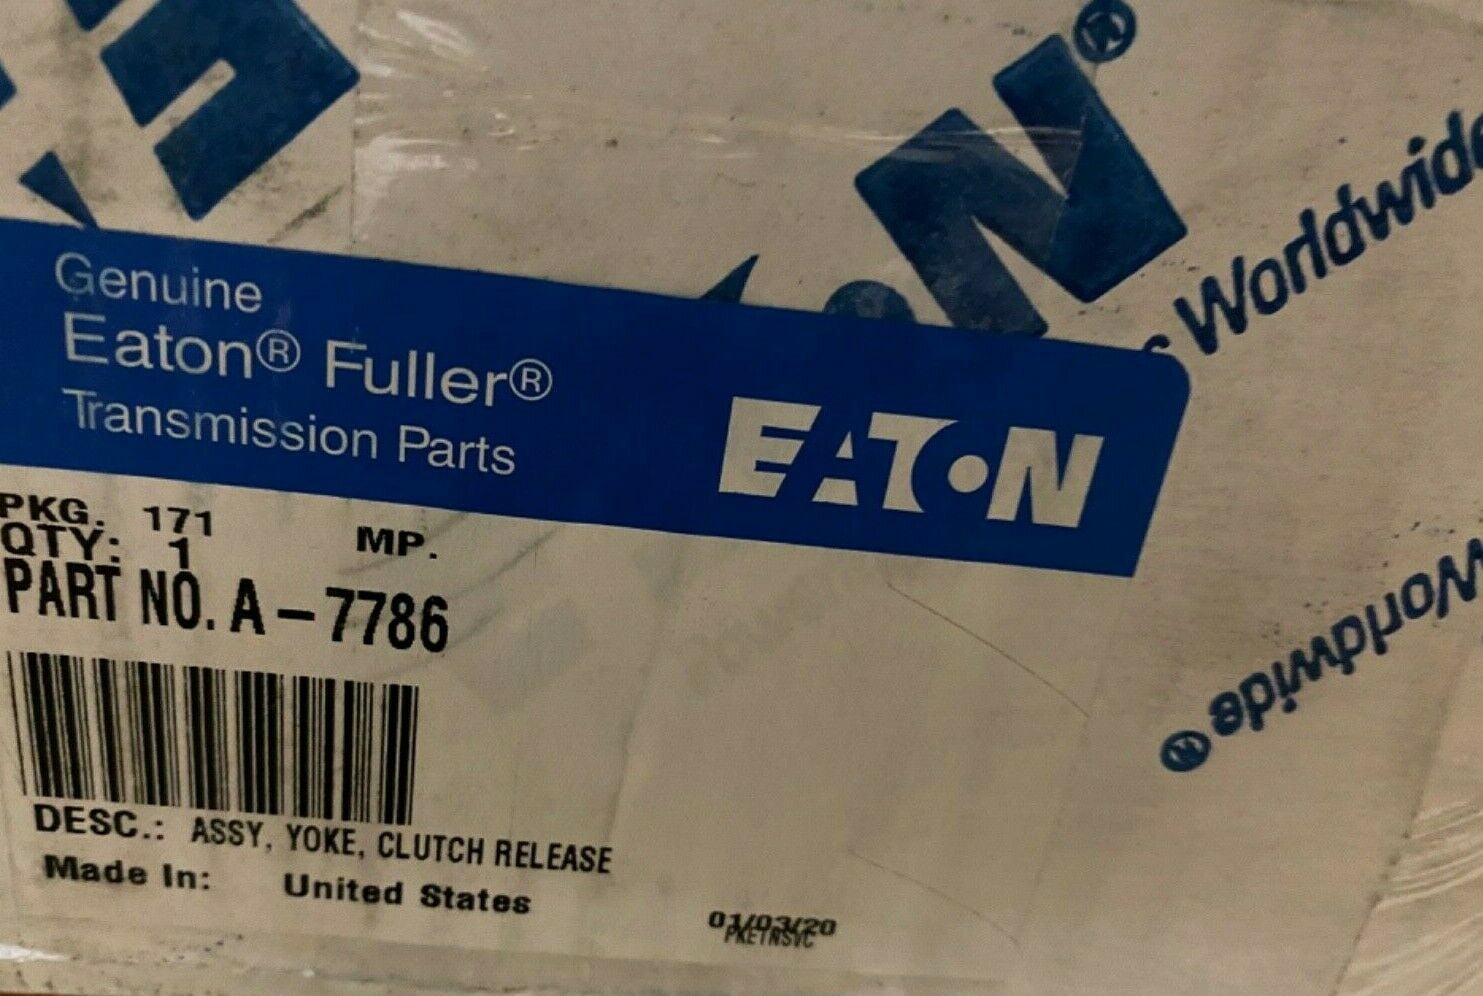 ®
s Worldwide
Genuine
Eaton® Fuller®
Transmission Parts
EATON
PKG. 171 MP.
QTY: 1
PART NO. A-7786
Worldwide®
DESC.: ASSY, YOKE, CLUTCH RELEASE
Made In: United States
01/03/20
PKETNSVC